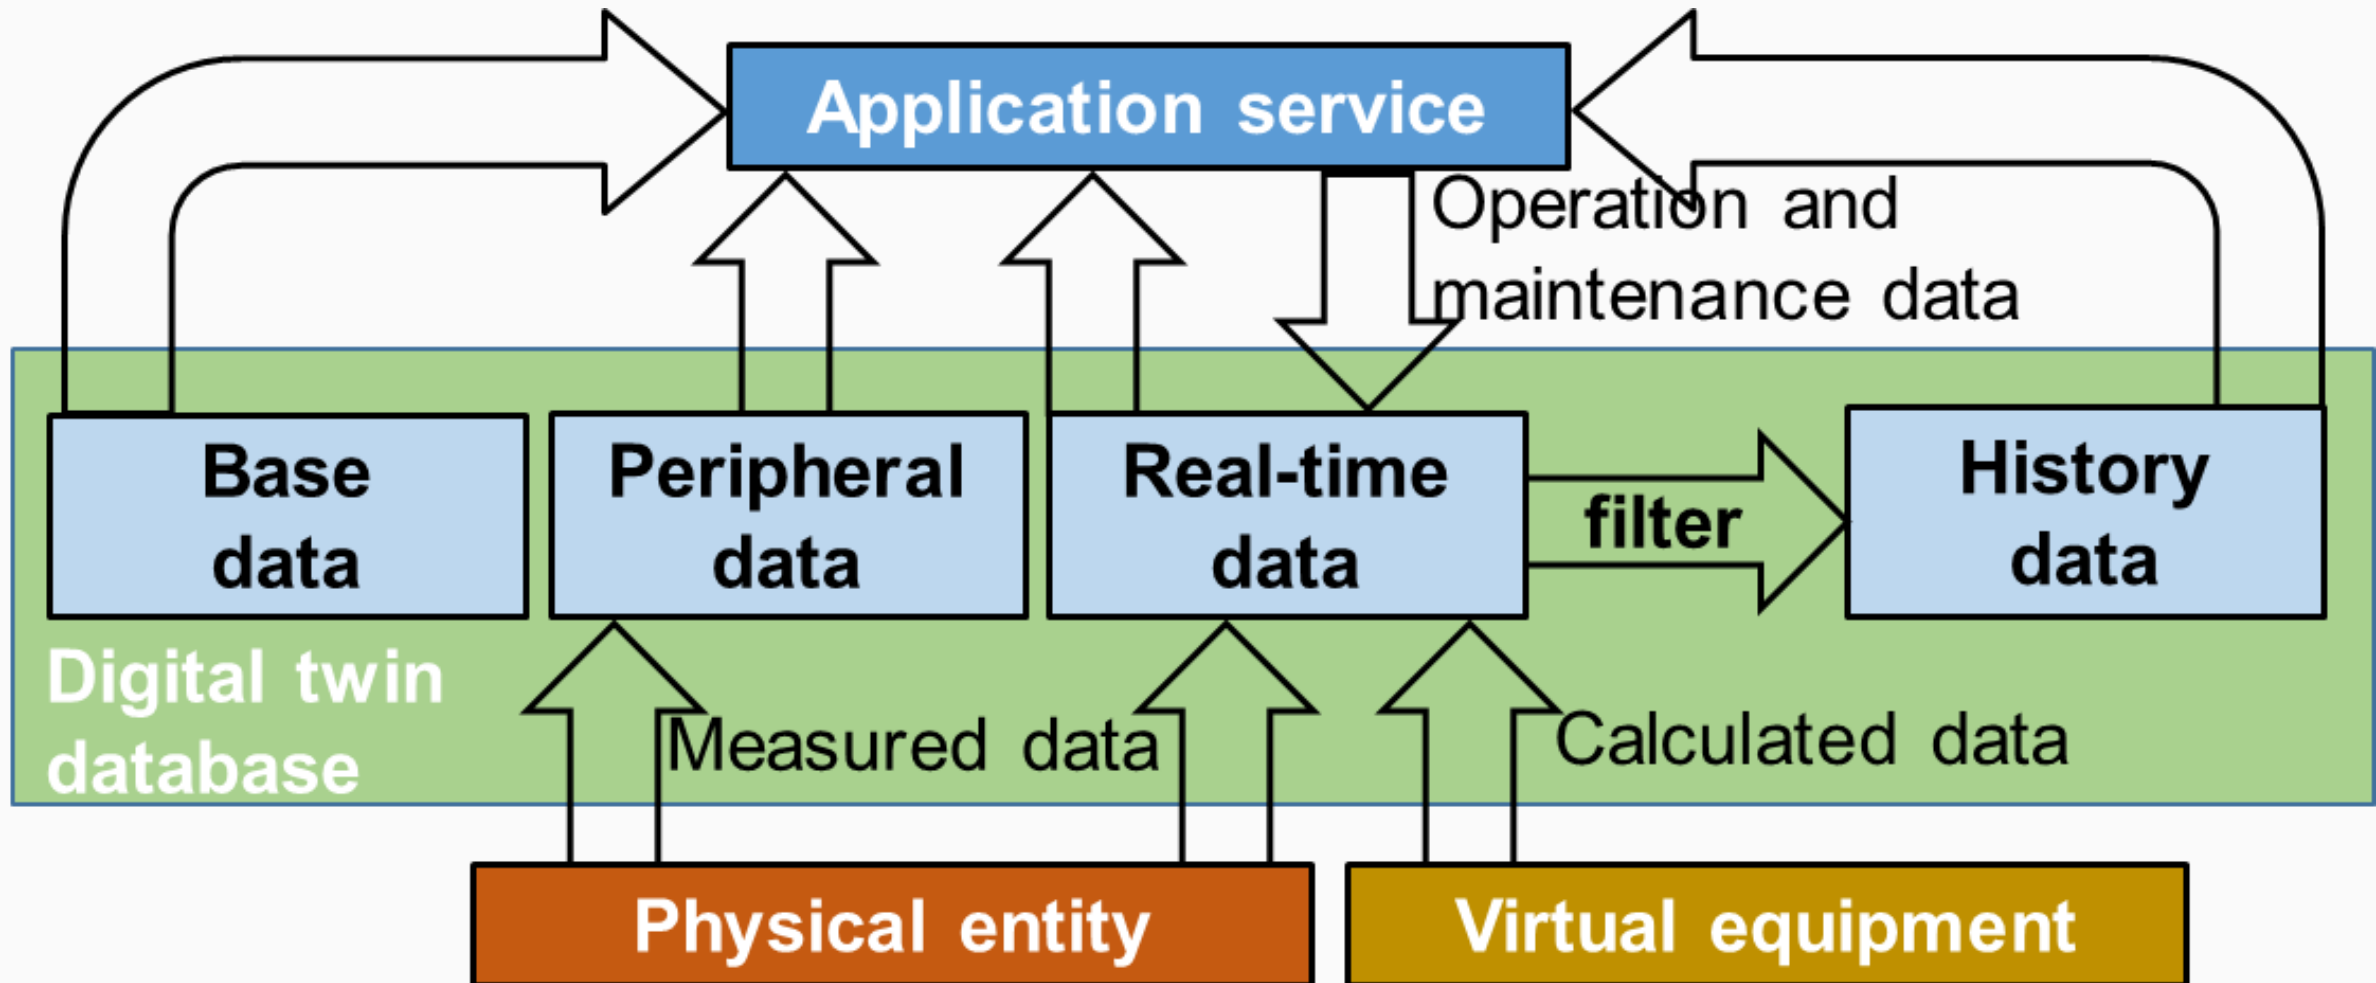 Application service
Operation and
maintenance data
Base
data
Peripheral
data
Real-time
data
filter
History
data
Digital twin
database
Measured data
Calculated data
Physical entity
Virtual equipment